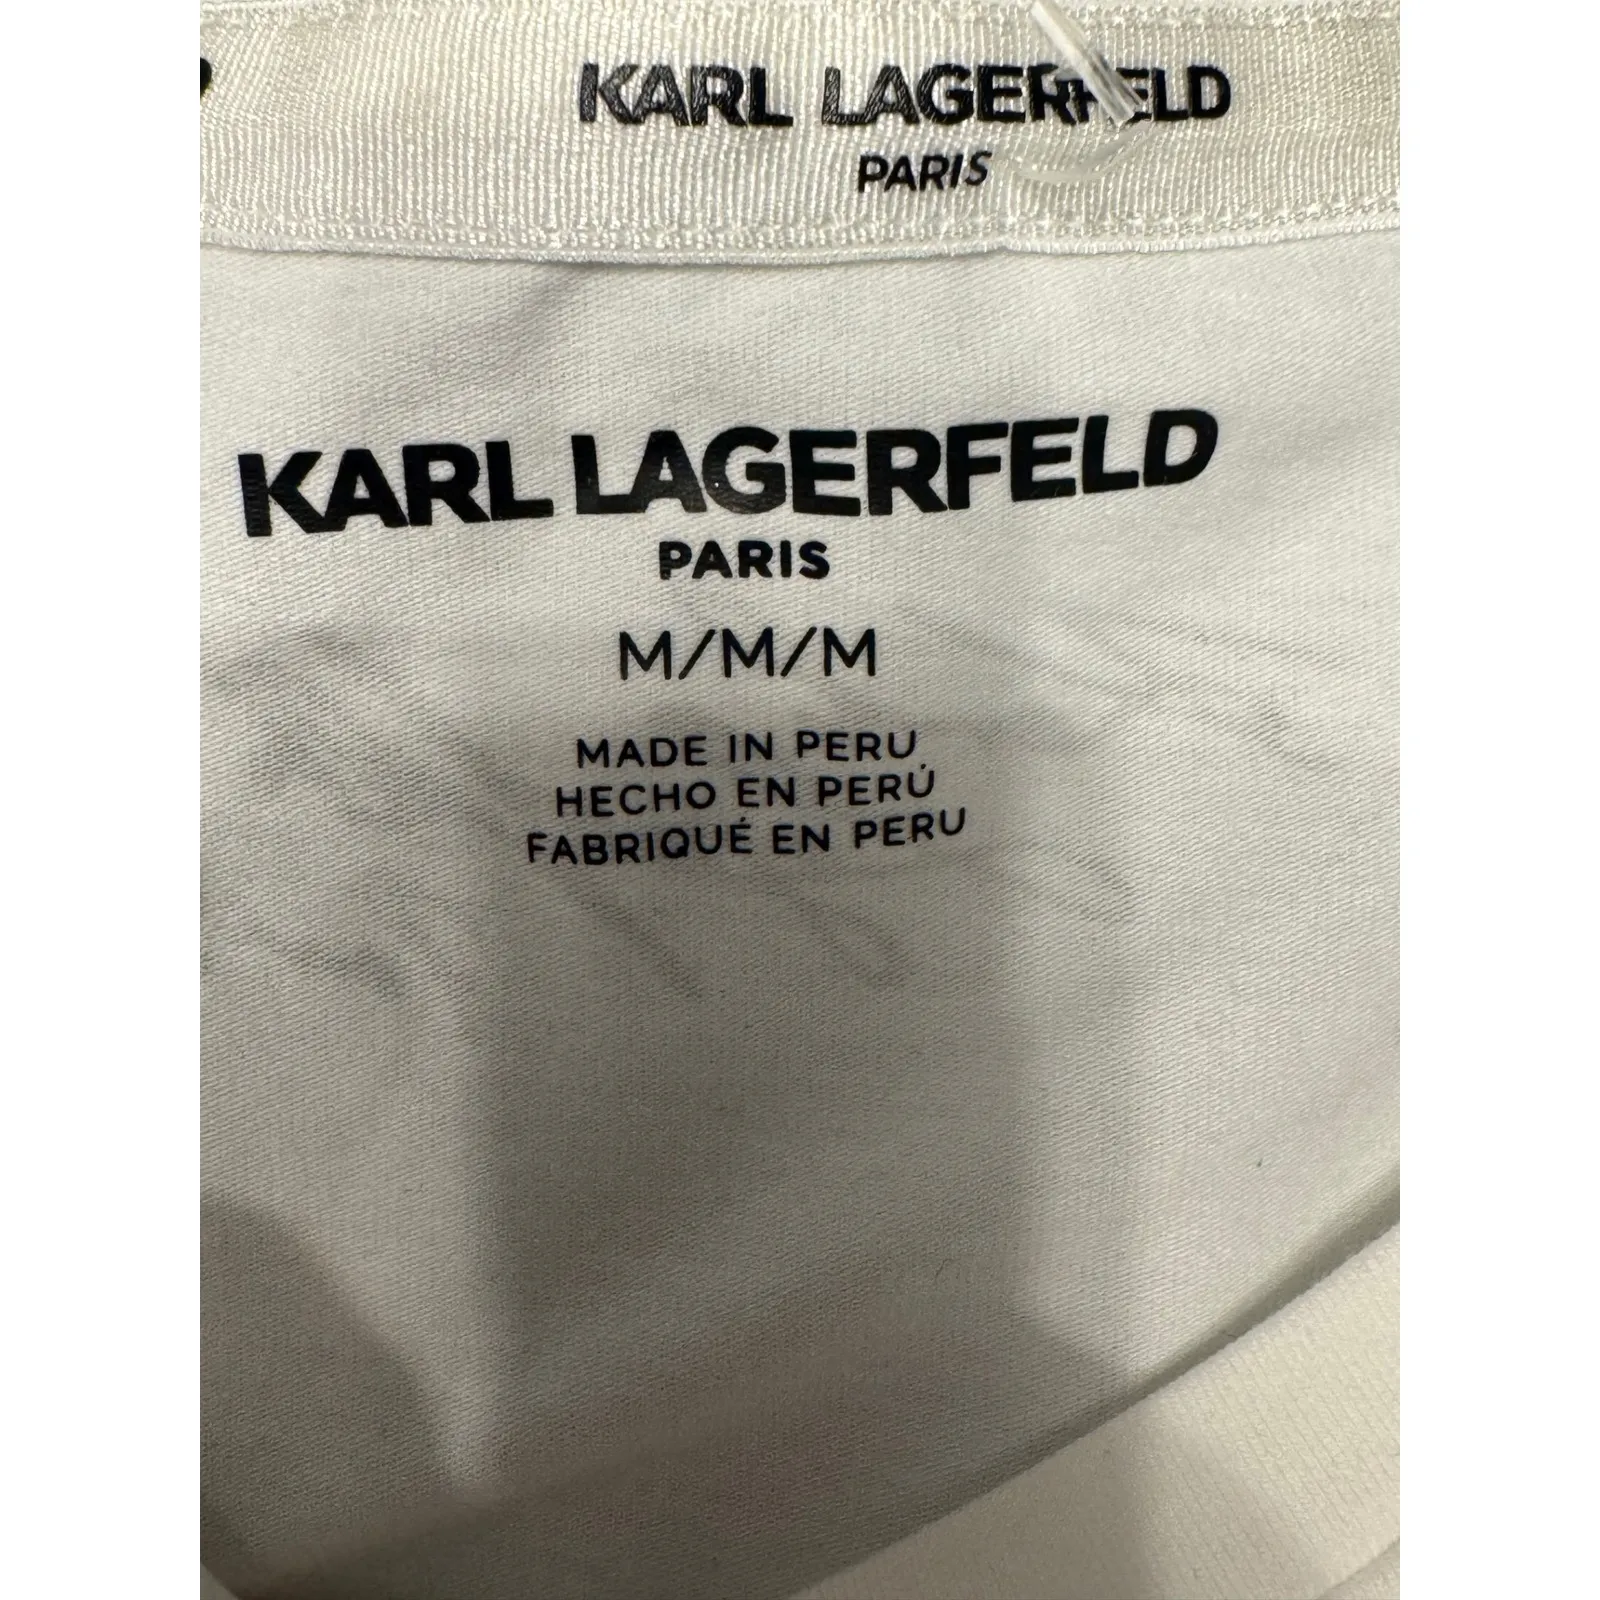 KARL LAGERFELD
PARIS
KARL LAGERFELD
PARIS
M/M/M
MADE IN PERU
HECHO EN PERÚ
FABRIQUÉ EN PERU